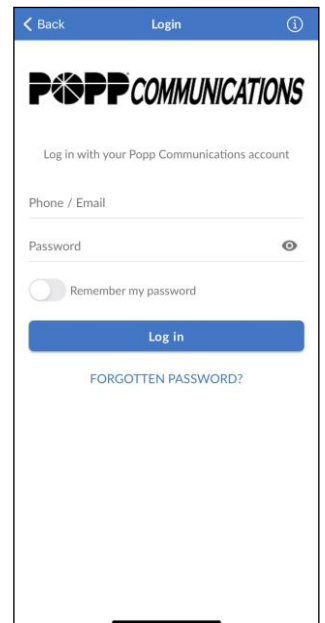 Back Login
POPP COMMUNICATIONS
Log in with your Popp Communications account
Phone / Email
Password
Remember my password
Log in
FORGOTTEN PASSWORD?